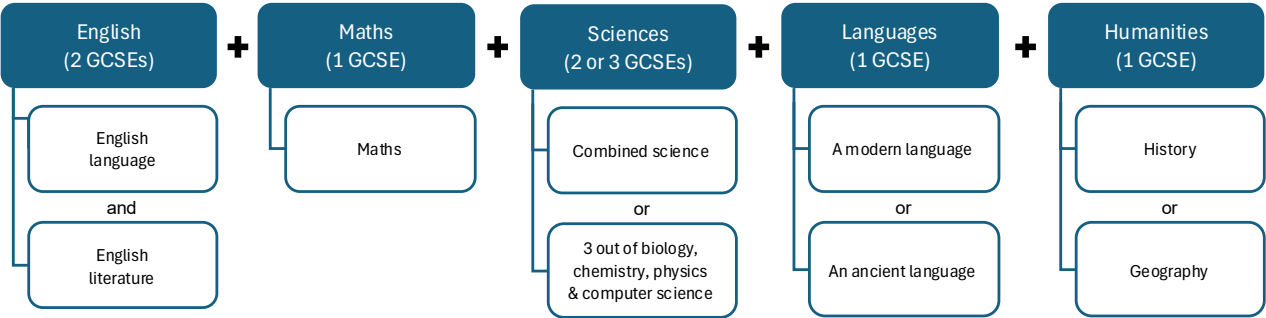 English
(2 GCSEs)
+
Maths
(1 GCSE)
+
Sciences
(2 or 3 GCSEs)
+
Languages
(1 GCSE)
+
Humanities
(1 GCSE)
English
language
and
English
literature
Maths
Combined science
or
3 out of biology,
chemistry, physics
& computer science
A modern language
or
An ancient language
History
or
Geography